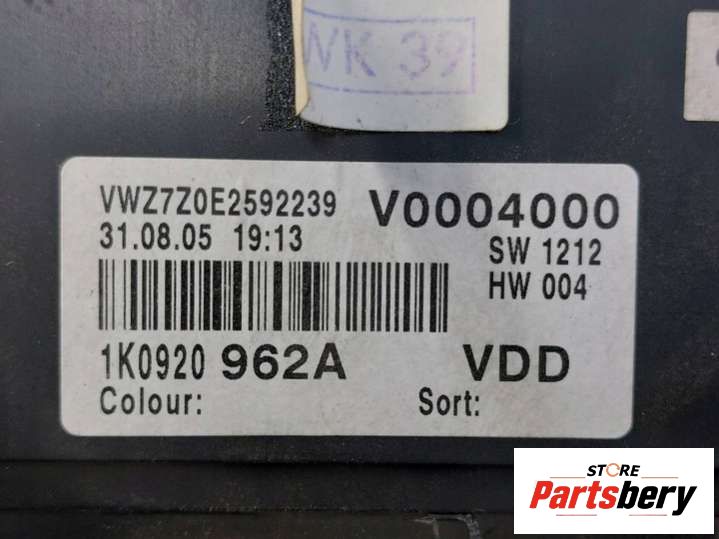 WK 39
VWZ7Z0E2592239 V0004000
31.08.05 19:13 SW 1212
HW 004
1K0920 962A VDD
Colour: Sort:
STORE
Partsbery